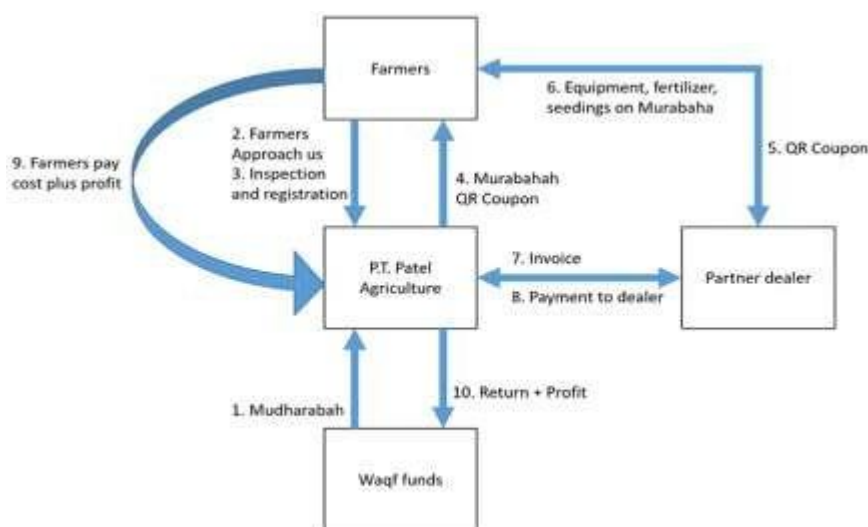 Farmers
6. Equipment, fertilizer,
seedings on Murabaha
2. Farmers
Approach us
3. Inspection
and registration
9. Farmers pay
cost plus profit
5. QR Coupon
4. Murabahah
QR Coupon
P.T. Patel
Agriculture
7. Invoice
8. Payment to dealer
Partner dealer
1. Mudharabah
10. Return + Profit
Waqf funds